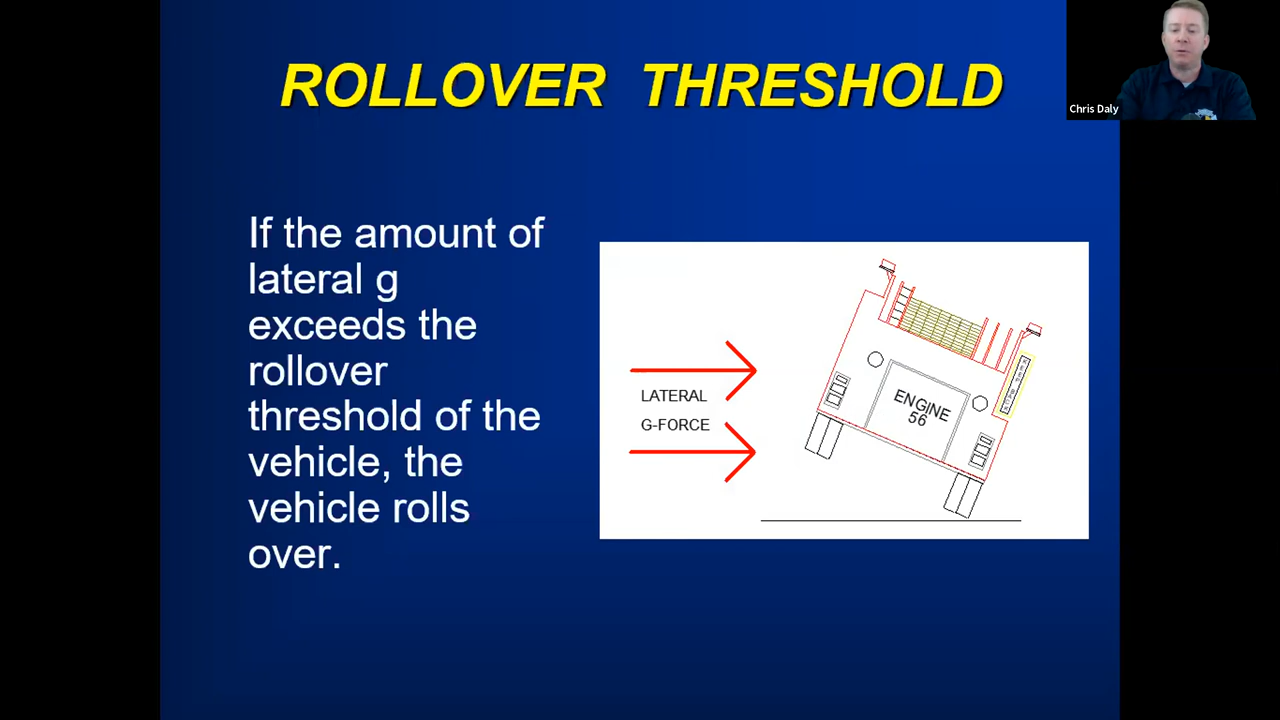 ROLLOVER THRESHOLD
Chris Daly
If the amount of
lateral g
exceeds the
rollover
threshold of the
vehicle, the
vehicle rolls
over.
LATERAL
G-FORCE
ENGINE
56